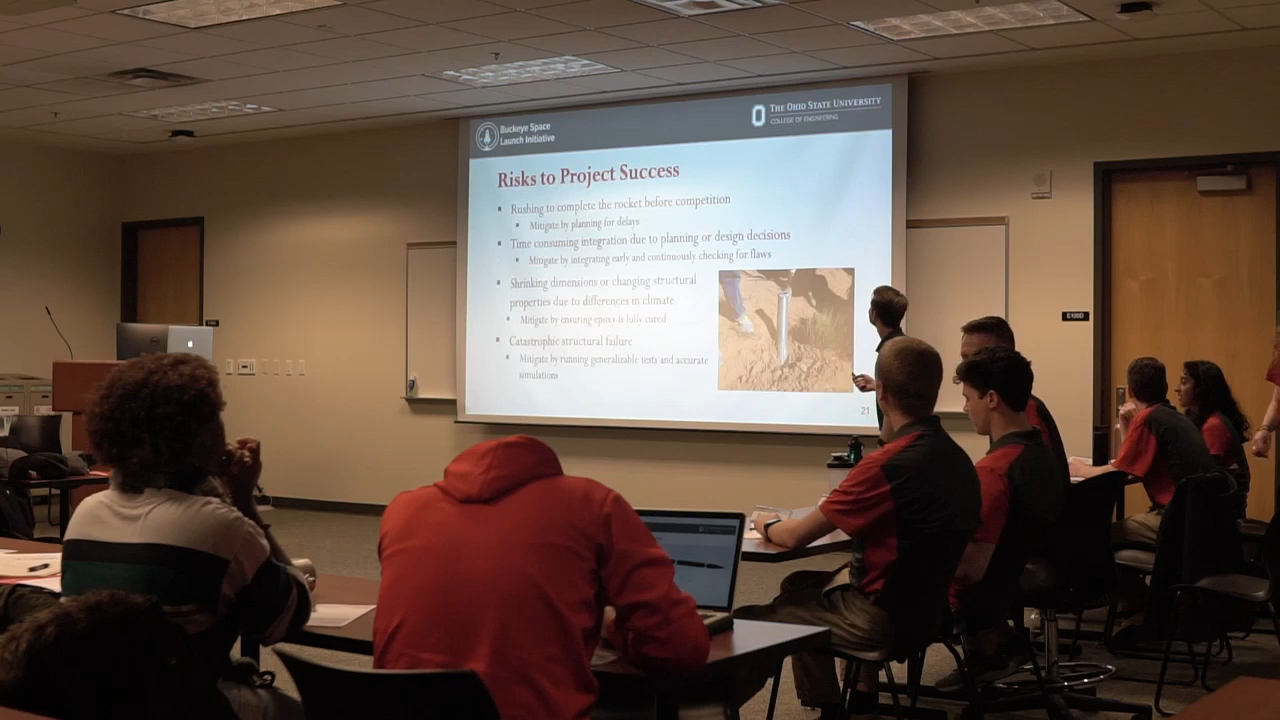 Buckeye Space
Launch Initiative
THE OHIO STATE UNIVERSITY
COLLEGE OF ENGINEERING
Risks to Project Success
Rushing to complete the rocket before competition
Mitigate by planning for delays
Time consuming integration due to planning or design decisions
Mitigate by integrating early and continuously checking for flaws
Shrinking dimensions or changing structural
properties due to differences in climate
Mitigate by ensuring epoxy is fully cured
Catastrophic structural failure
Mitigate by running generalizable tests and accurate
simulations
21